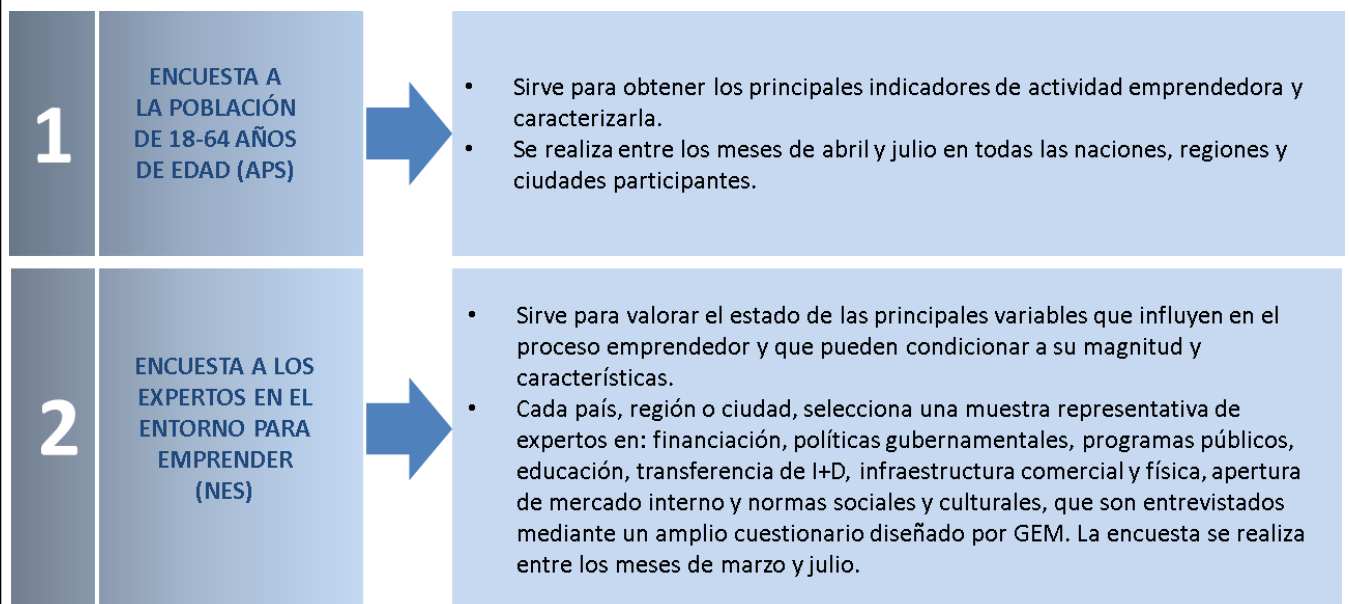 1
ENCUESTA A
LA POBLACIÓN
DE 18-64 AÑOS
DE EDAD (APS)
• Sirve para obtener los principales indicadores de actividad emprendedora y
caracterizarla.
• Se realiza entre los meses de abril y julio en todas las naciones, regiones y
ciudades participantes.
2
ENCUESTA A LOS
EXPERTOS EN EL
ENTORNO PARA
EMPRENDER
(NES)
• Sirve para valorar el estado de las principales variables que influyen en el
proceso emprendedor y que pueden condicionar a su magnitud y
características.
• Cada país, región o ciudad, selecciona una muestra representativa de
expertos en: financiación, políticas gubernamentales, programas públicos,
educación, transferencia de I+D, infraestructura comercial y física, apertura
de mercado interno y normas sociales y culturales, que son entrevistados
mediante un amplio cuestionario diseñado por GEM. La encuesta se realiza
entre los meses de marzo y julio.